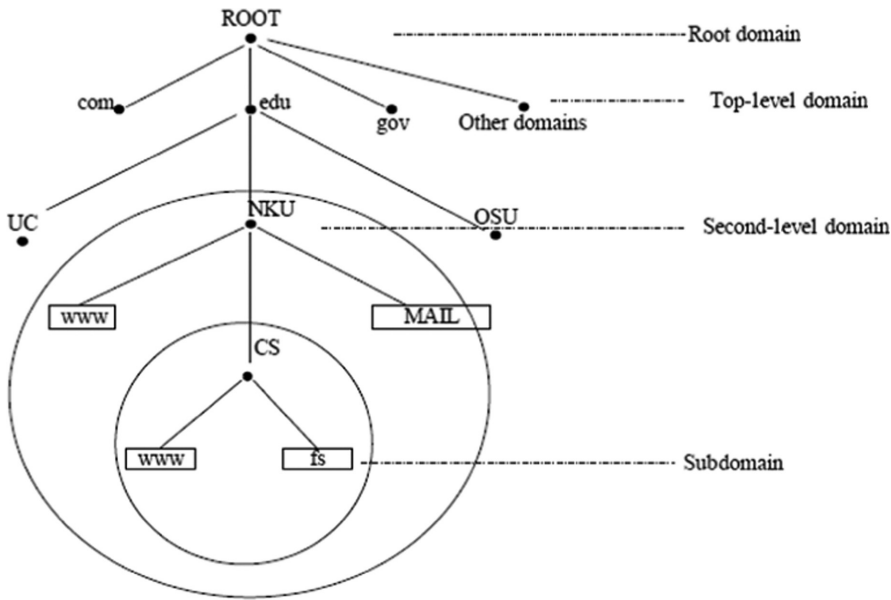 ROOT
Root domain
com
edu
gov
Other domains
Top-level domain
UC
NKU
OSU
Second-level domain
www
MAIL
CS
www
fs
Subdomain